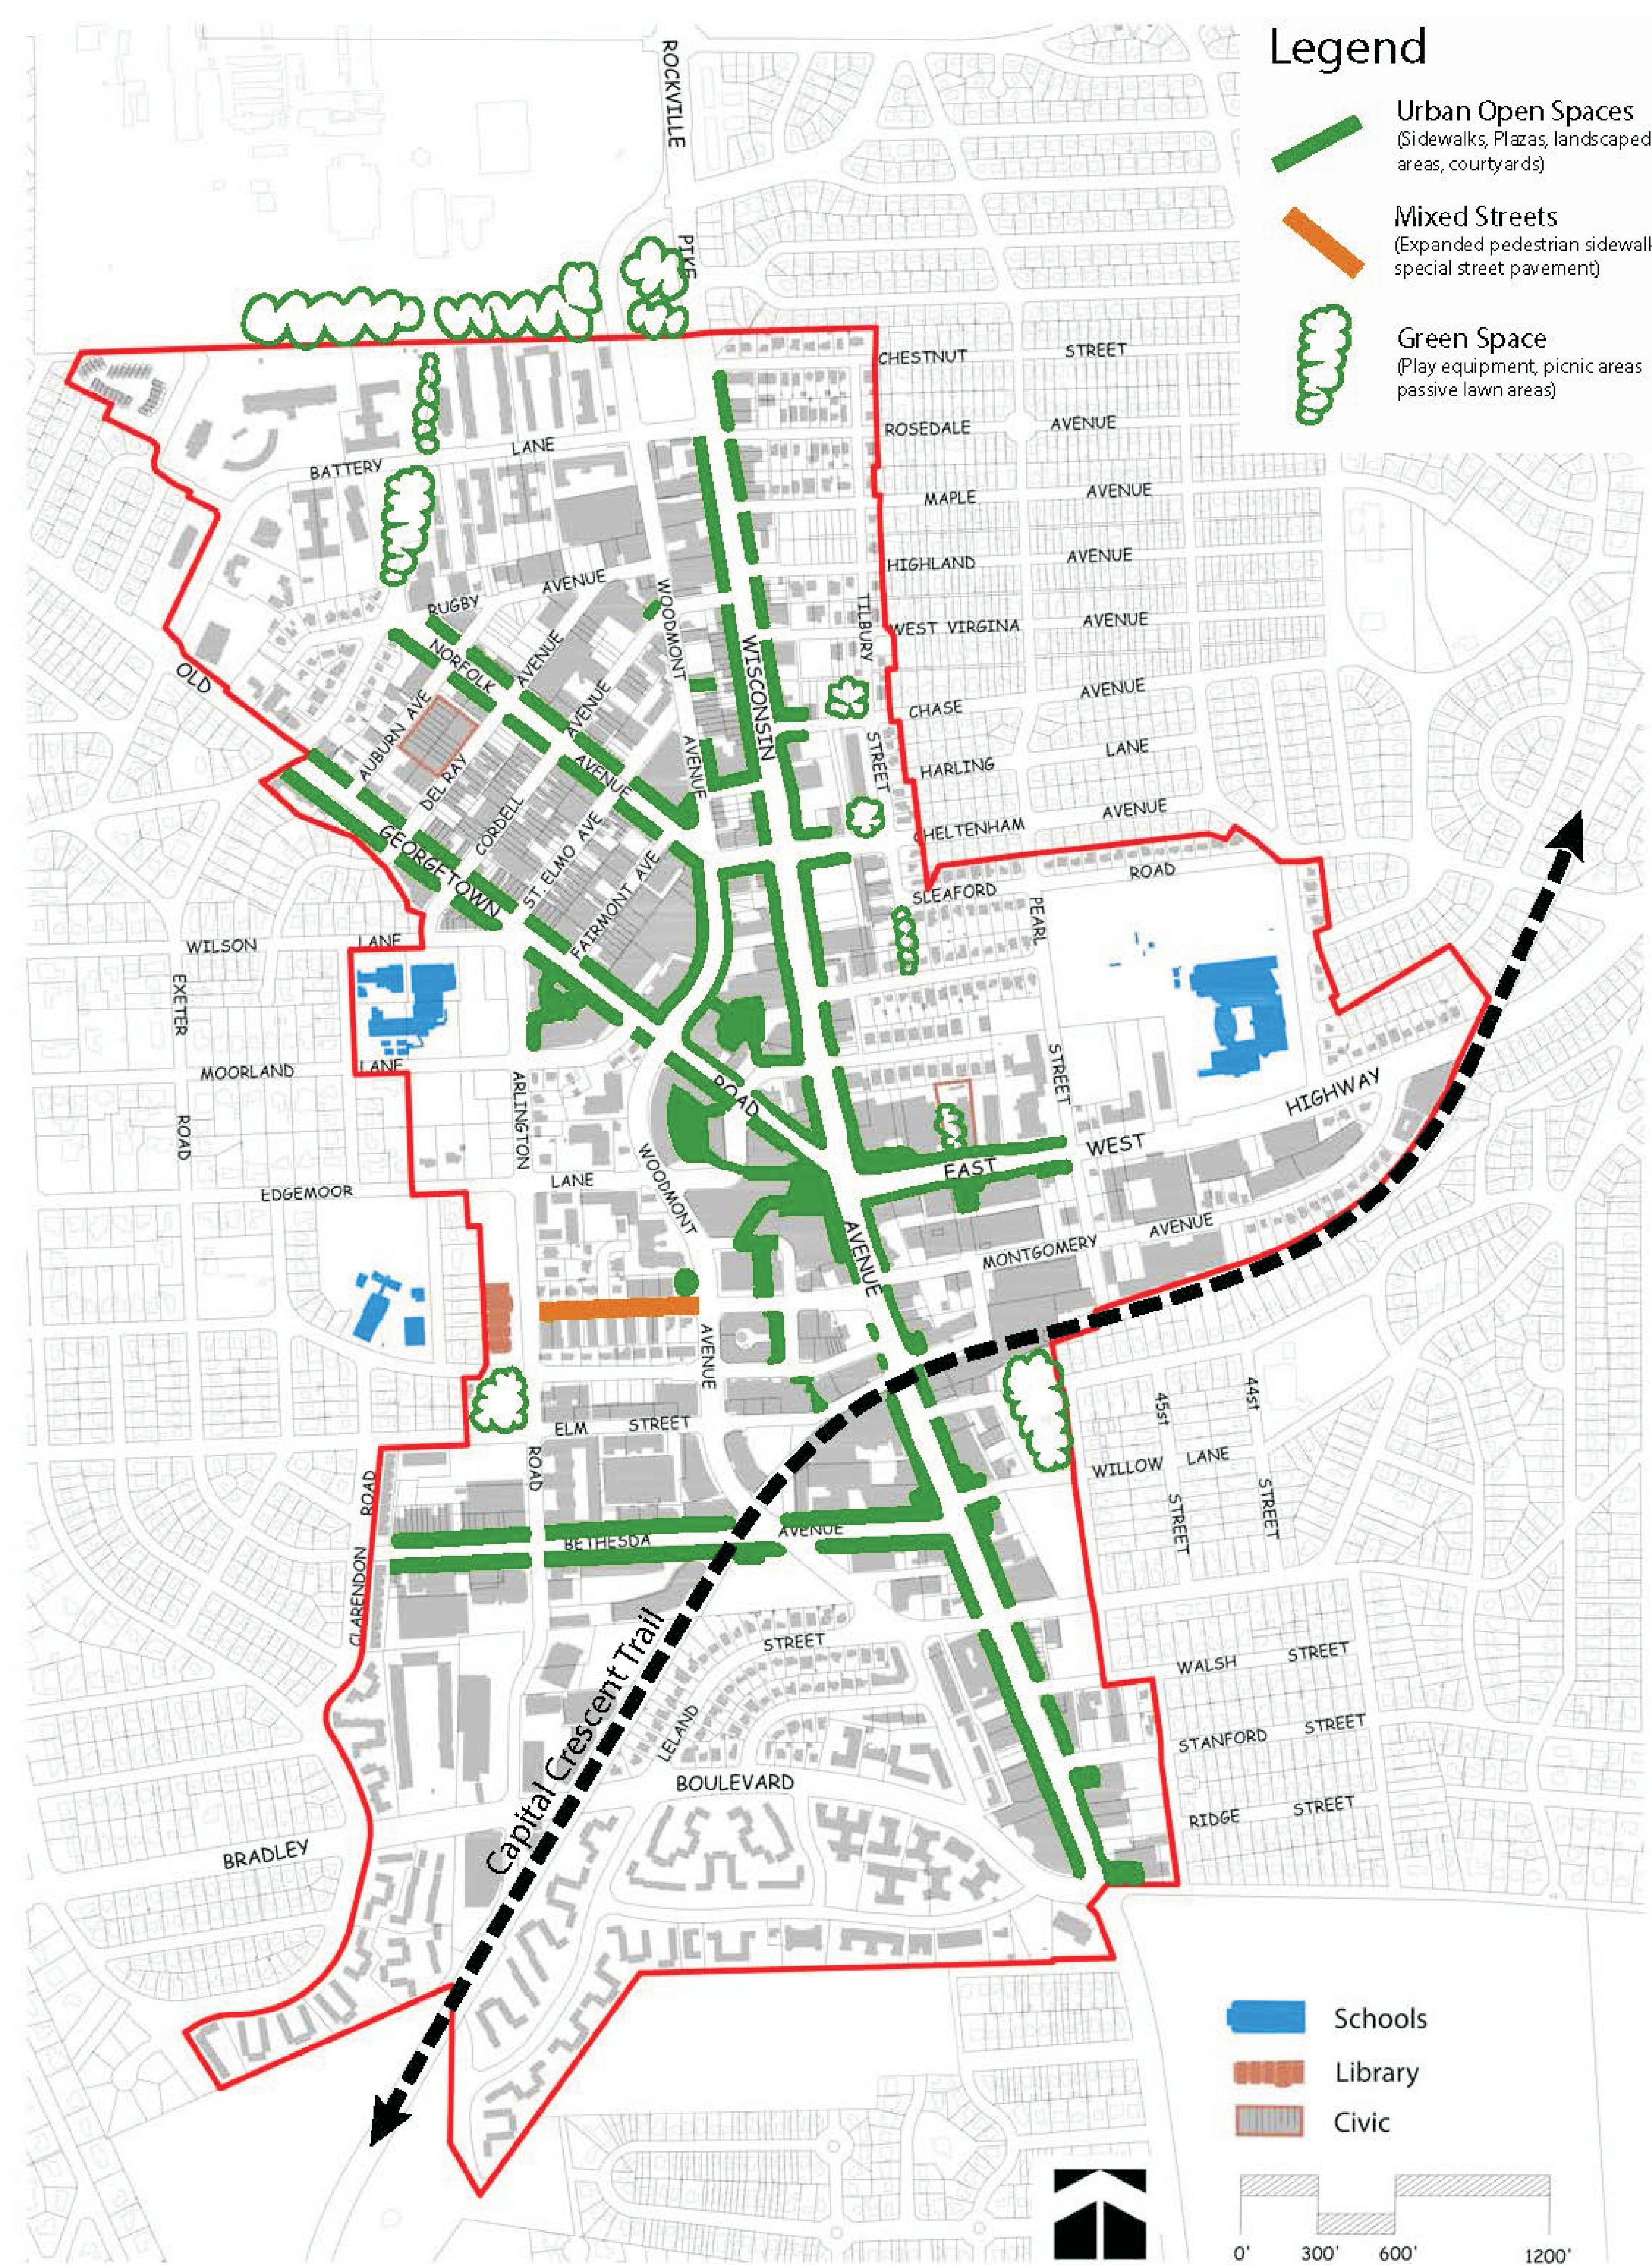 Legend
Urban Open Spaces
(Sidewalks, Plazas, landscaped
areas, courtyards)
Mixed Streets
(Expanded pedestrian sidewalk
special street pavement)
Green Space
(Play equipment, picnic areas
passive lawn areas)
ROCKVILLE
PIKE
CHESTNUT STREET
ROSEDALE AVENUE
BATTERY LANE
MAPLE AVENUE
HIGHLAND AVENUE
RUGBY AVENUE
WOODMONT
TILBURY
WEST VIRGINA AVENUE
OLD
NORFOLK
AVENUE
WISCONSIN
AUBURN AVE
AVENUE
CHASE AVENUE
STREET
AVENUE
AVENUE
HARLING LANE
DEL RAY
CORDELL
ST. ELMO AVE
CHELTENHAM AVENUE
GEORGETOWN
FAIRMONT AVE
SLEAFORD ROAD
PEARL
WILSON LANE
EXETER
MOORLAND LANE
STREET
ROAD
ARLINGTON
HIGHWAY
ROAD
WOODMONT
EAST
WEST
EDGEMOOR
LANE
AVENUE
MONTGOMERY AVENUE
AVENUE
45st
44st
ELM STREET
ROAD
WILLOW LANE
ROAD
STREET
STREET
BETHESDA
AVENUE
CLARENDON
Capital Crescent Trail
STREET
WALSH STREET
LELAND
STANFORD STREET
BOULEVARD
RIDGE STREET
BRADLEY
Schools
Library
Civic
0' 300' 600' 1200'